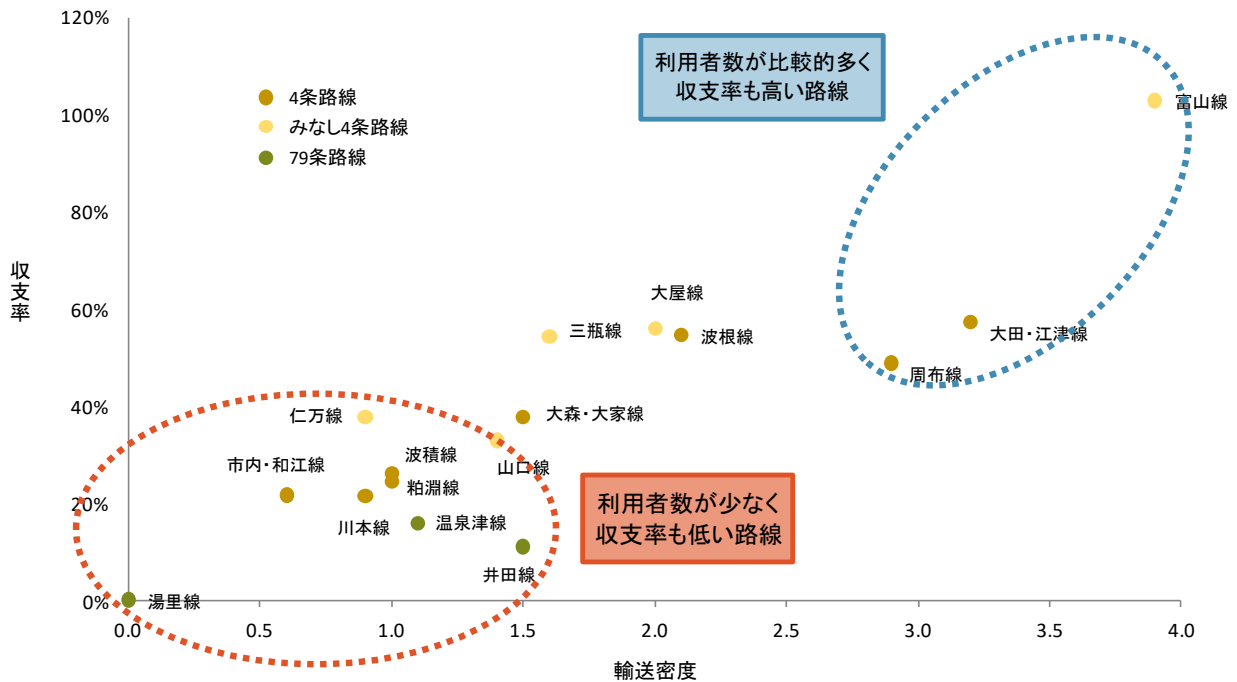 120%
100%
80%
60%
40%
20%
0%
収支率
4条路線
みなし4条路線
79条路線
利用者数が比較的多く
収支率も高い路線
富山線
大屋線
三瓶線
波根線
大田・江津線
周布線
仁万線
大森・大家線
市内・和江線
波積線
山口線
粕淵線
川本線
温泉津線
井田線
湯里線
利用者数が少なく
収支率も低い路線
0.0
0.5
1.0
1.5
2.0
2.5
3.0
3.5
4.0
輸送密度